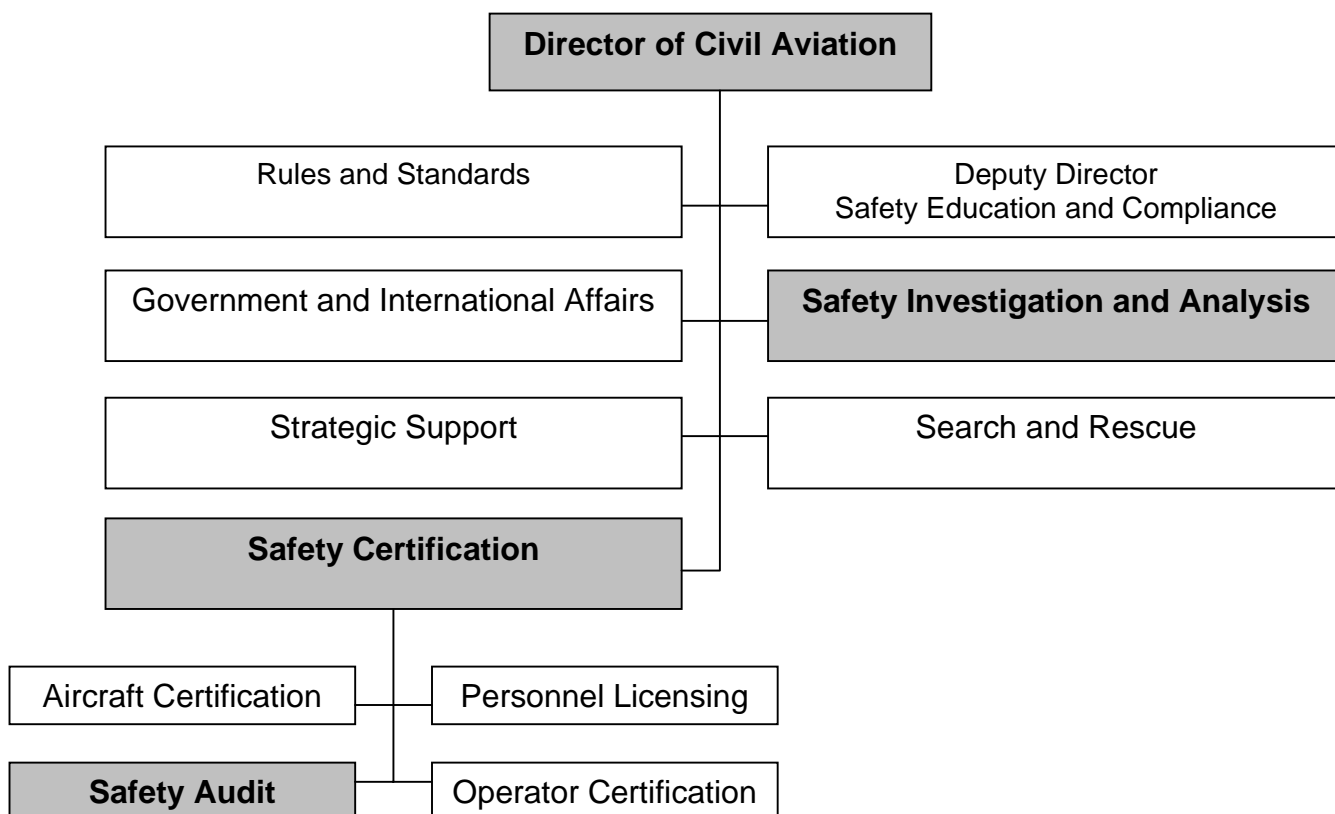 Director of Civil Aviation
Rules and Standards
Deputy Director
Safety Education and Compliance
Government and International Affairs
Safety Investigation and Analysis
Strategic Support
Search and Rescue
Safety Certification
Aircraft Certification
Personnel Licensing
Safety Audit
Operator Certification